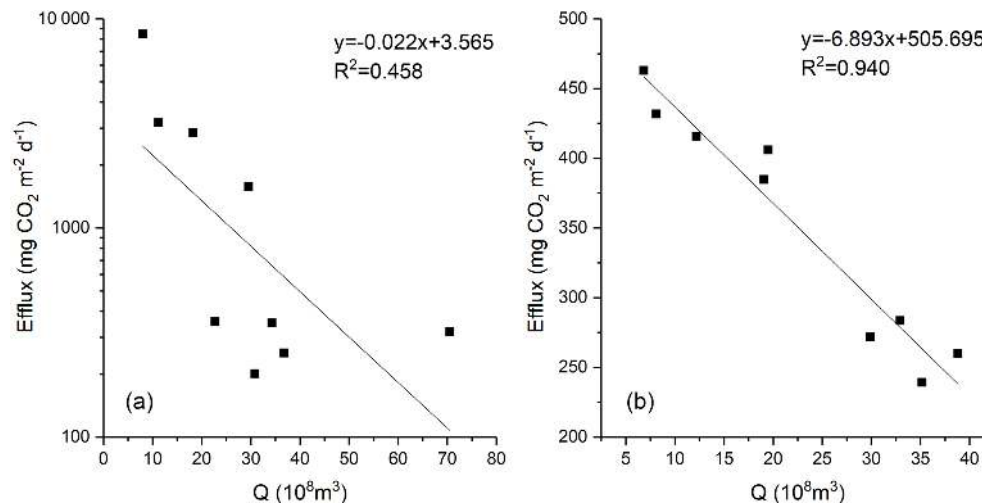 10 000
1000
100
Efflux (mg CO₂ m⁻² d⁻¹)
y=-0.022x+3.565
R²=0.458
(a)
0 10 20 30 40 50 60 70 80
Q (10⁸m³)
500
450
400
350
300
250
200
Efflux (mg CO₂ m⁻² d⁻¹)
y=-6.893x+505.695
R²=0.940
(b)
5 10 15 20 25 30 35 40
Q (10⁸m³)